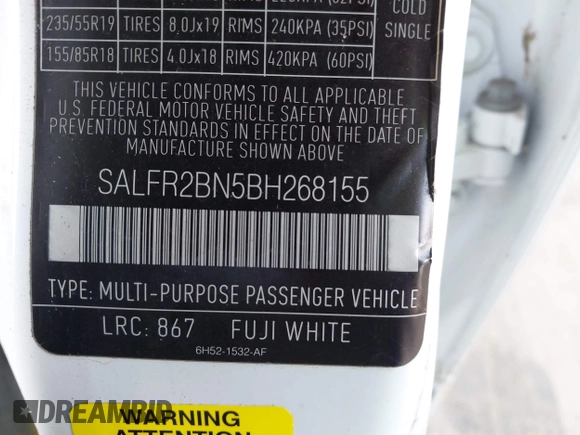 COLD
235/55R19 TIRES 8.0Jx19 RIMS 240KPA (35PSI) SINGLE
155/85R18 TIRES 4.0Jx18 RIMS 420KPA (60PSI)
THIS VEHICLE CONFORMS TO ALL APPLICABLE
U.S. FEDERAL MOTOR VEHICLE SAFETY AND THEFT
PREVENTION STANDARDS IN EFFECT ON THE DATE OF
MANUFACTURE SHOWN ABOVE
SALFR2BN5BH268155
TYPE: MULTI-PURPOSE PASSENGER VEHICLE
LRC: 867 FUJI WHITE
6H52-1532-AF
WARNING
ATTENTION
DREAMBID